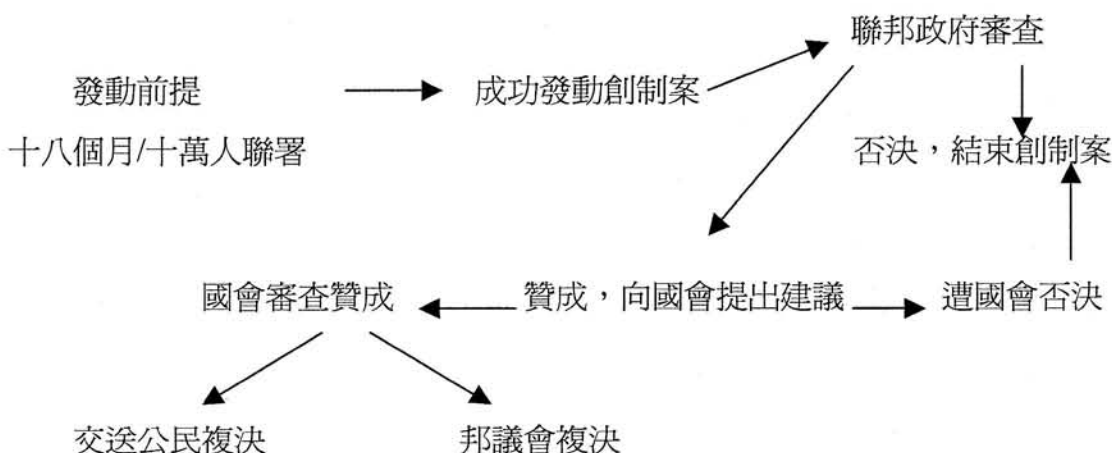 聯邦政府審查
發動前提
成功發動創制案
十八個月/十萬人聯署
否決，結束創制案
國會審查贊成
贊成，向國會提出建議
遭國會否決
交送公民複決
邦議會複決